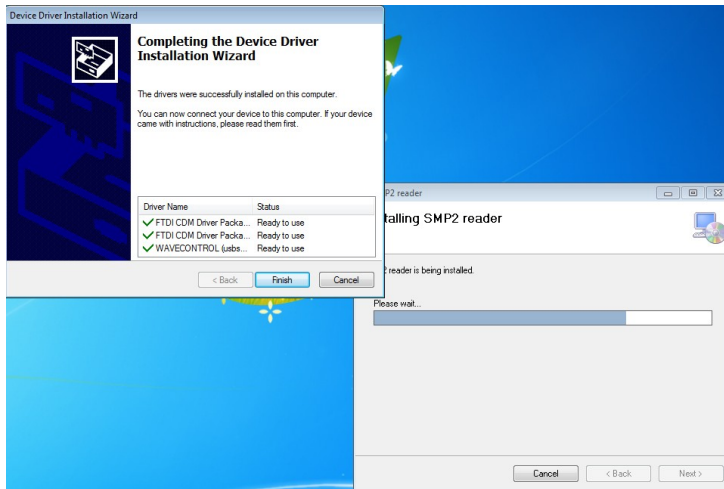 Device Driver Installation Wizard
Completing the Device Driver
Installation Wizard
The drivers were successfully installed on this computer.
You can now connect your device to this computer. If your device
came with instructions, please read them first.
Driver Name Status
FTDI CDM Driver Packa... Ready to use
FTDI CDM Driver Packa... Ready to use
WAVECONTROL (usbs... Ready to use
< Back Finish Cancel
P2 reader
talling SMP2 reader
reader is being installed.
Please wait...
Cancel < Back Next >